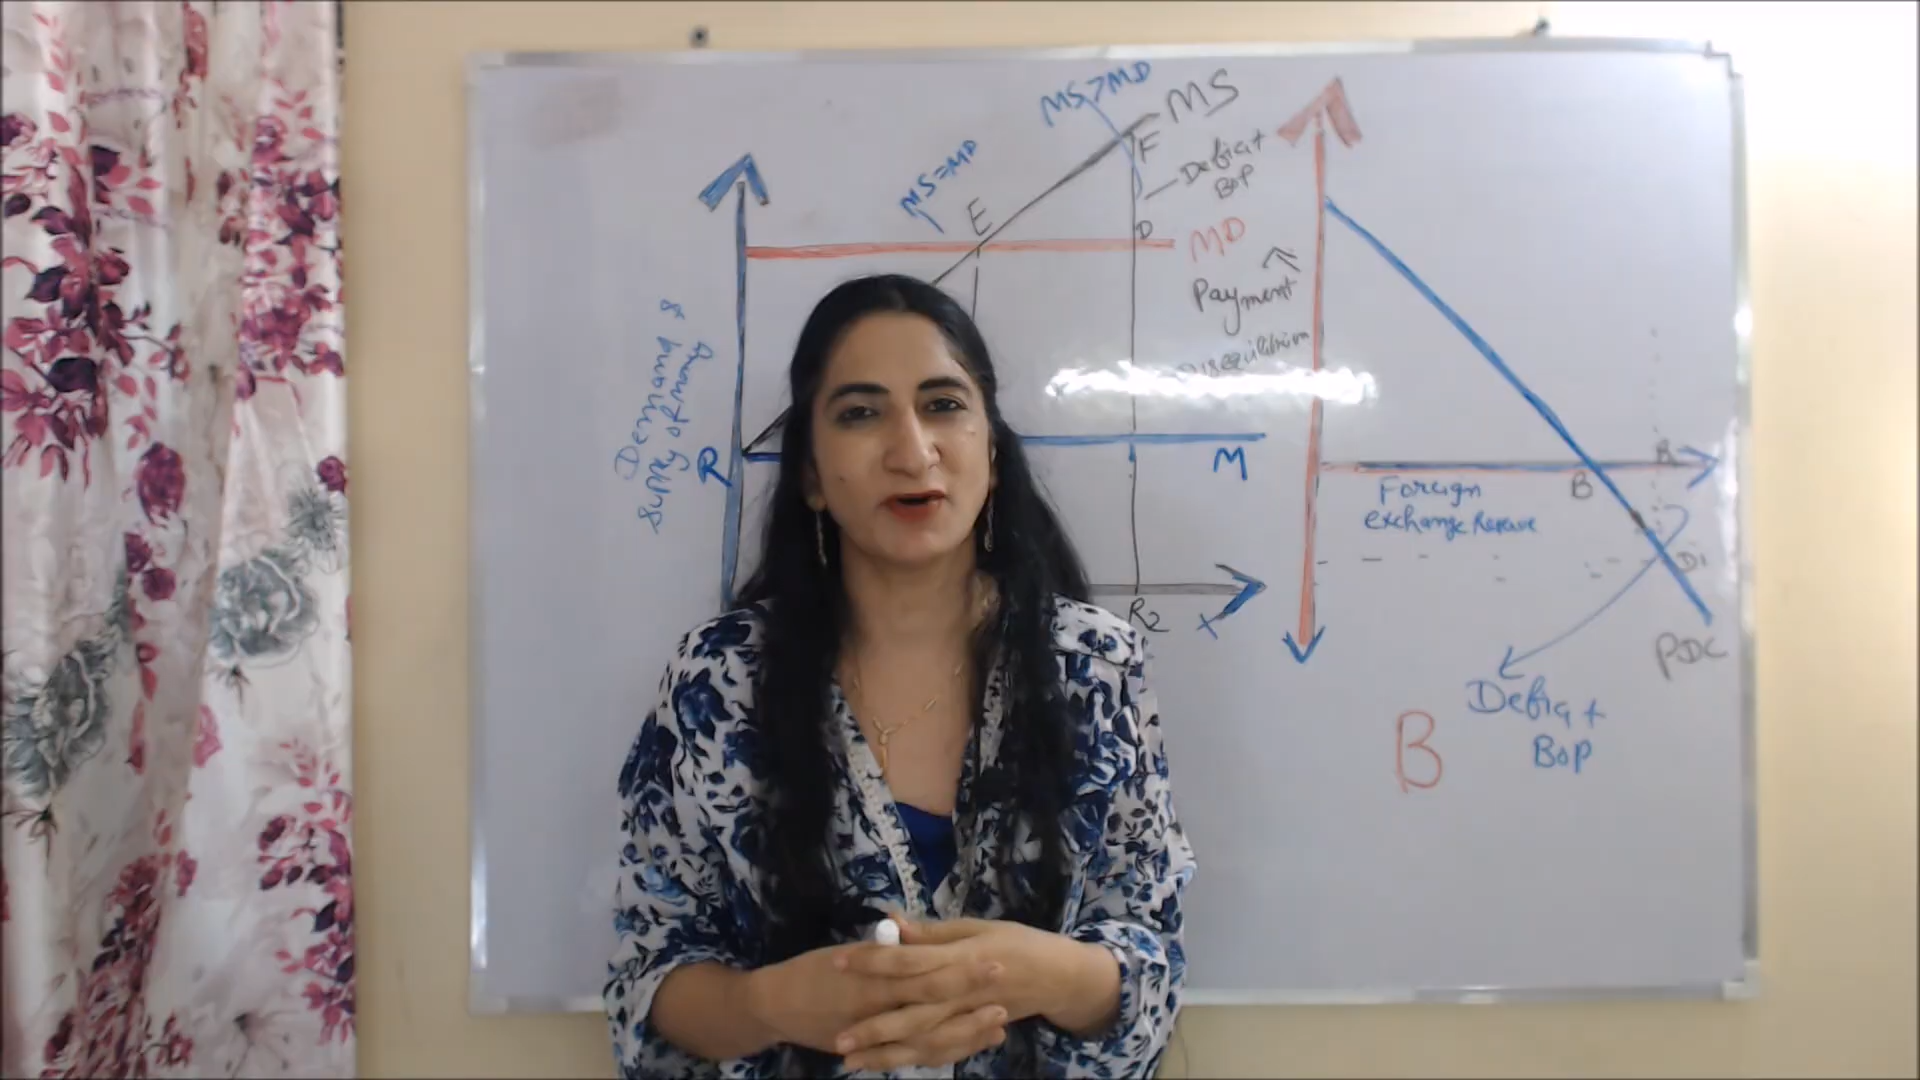 MS>MD
MS
F
Deficit
BOP
MS=MD
E
D
MD
Payment
Disequilibrium
Demand &
supply of money
R
M
R2
X
B
Foreign
exchange Reserve
D1
PDC
Deficit
BOP
B